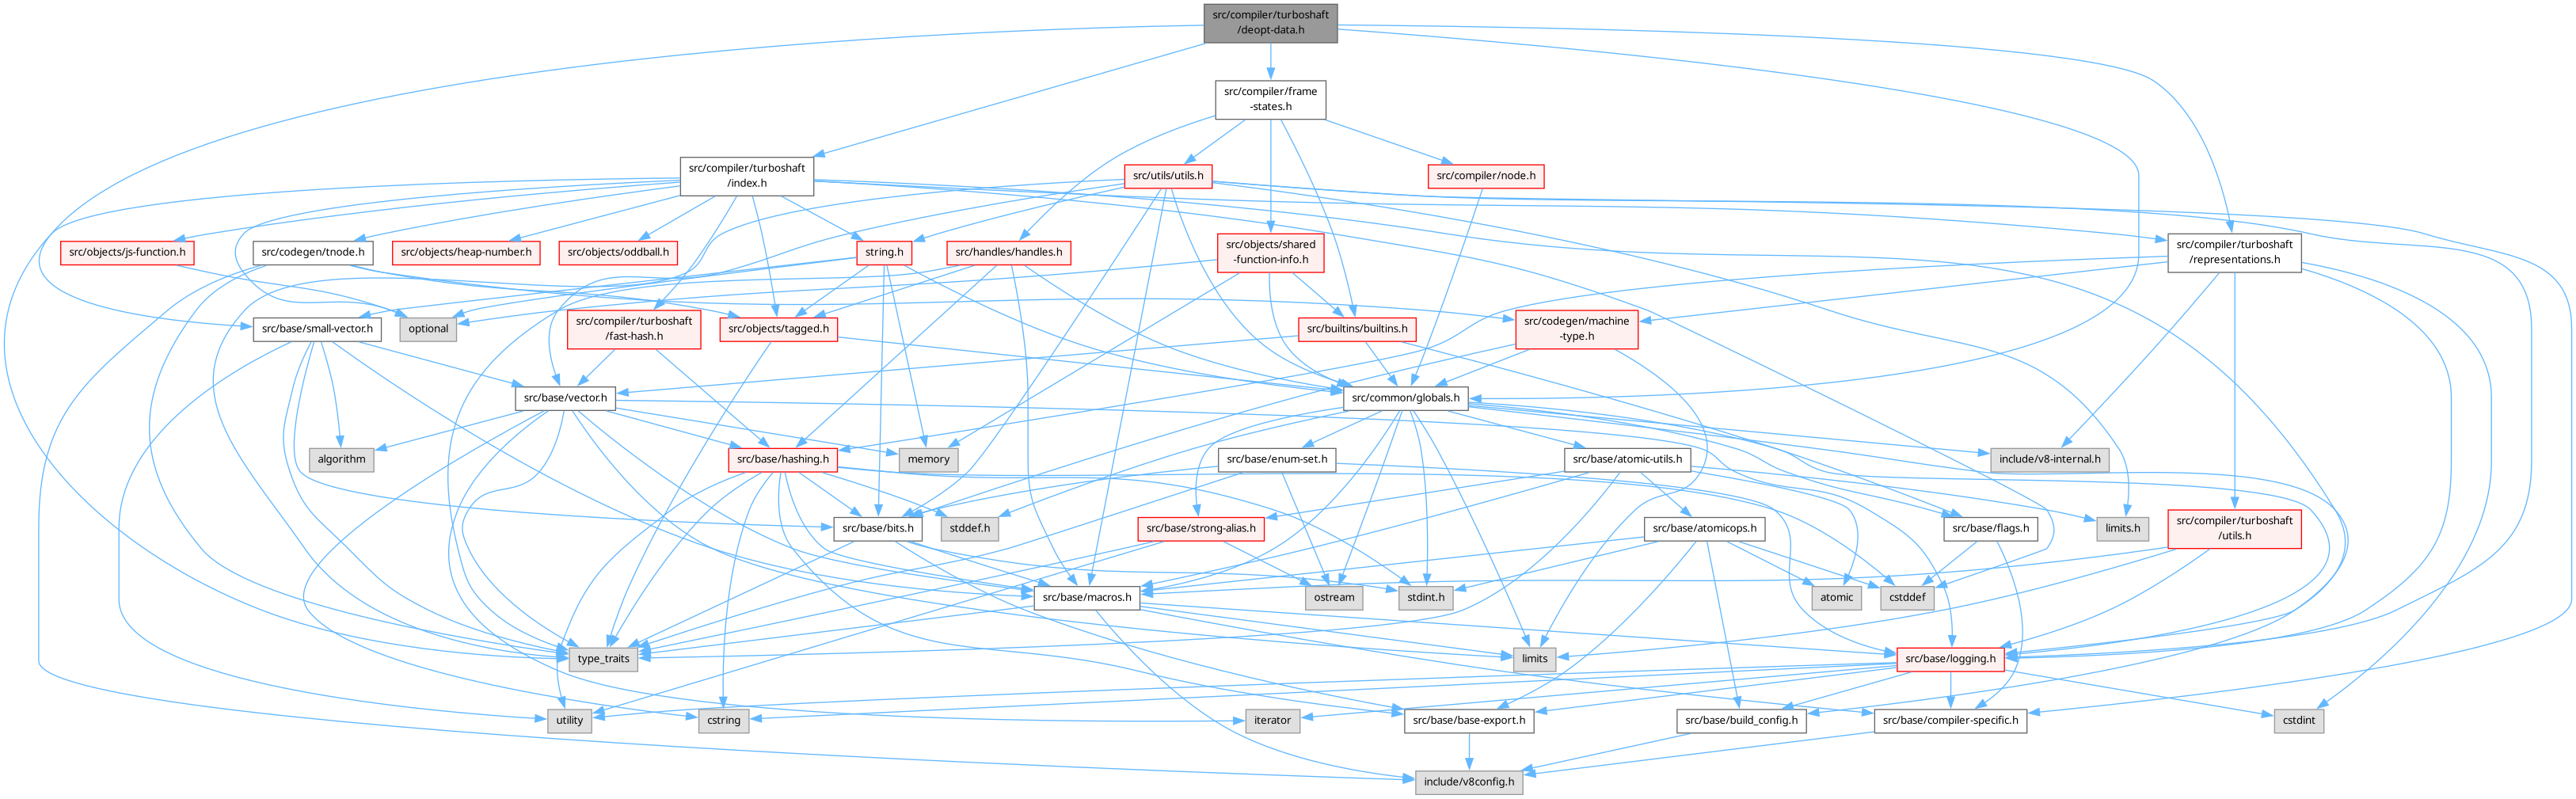 src/compiler/turboshaft
/deopt-data.h
src/compiler/frame
-states.h
src/compiler/turboshaft
/index.h
src/utils/utils.h
src/compiler/node.h
src/objects/js-function.h
src/codegen/tnode.h
src/objects/heap-number.h
src/objects/oddball.h
string.h
src/handles/handles.h
src/objects/shared
-function-info.h
src/compiler/turboshaft
/representations.h
src/base/small-vector.h
optional
src/compiler/turboshaft
/fast-hash.h
src/objects/tagged.h
src/codegen/machine
-type.h
src/builtins/builtins.h
src/base/vector.h
src/common/globals.h
algorithm
src/base/hashing.h
memory
src/base/enum-set.h
src/base/atomic-utils.h
include/v8-internal.h
src/base/bits.h
stddef.h
src/base/strong-alias.h
src/base/atomicops.h
src/base/flags.h
limits.h
src/compiler/turboshaft
/utils.h
src/base/macros.h
ostream
stdint.h
atomic
cstddef
type_traits
limits
src/base/logging.h
utility
cstring
iterator
src/base/base-export.h
src/base/build_config.h
src/base/compiler-specific.h
cstdint
include/v8config.h